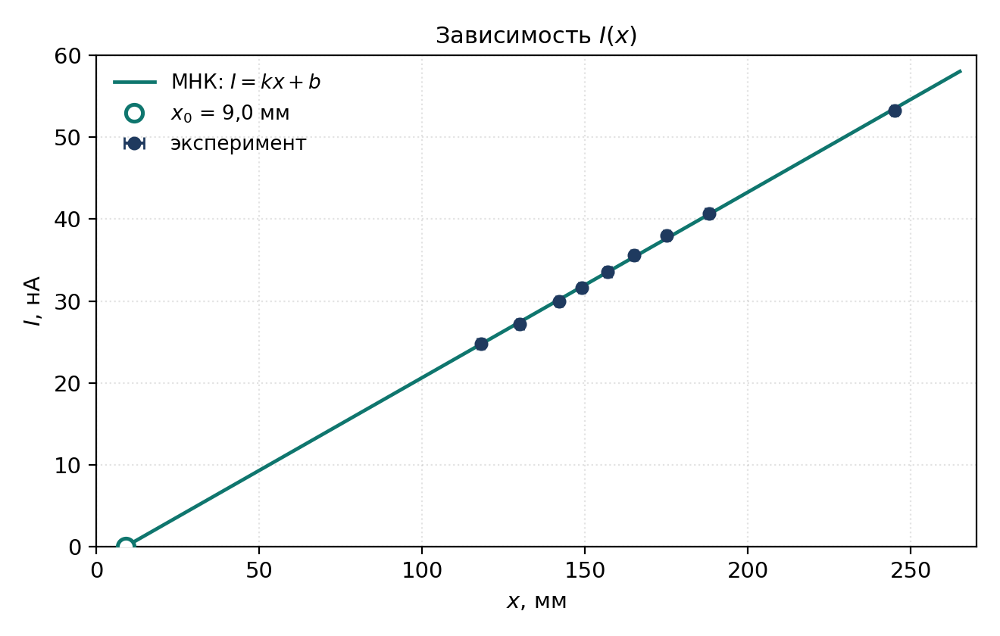 Зависимость I(x)
60
50
40
30
20
10
0
I, нА
МНК: I = kx + b
x₀ = 9,0 мм
эксперимент
0 50 100 150 200 250
x, мм